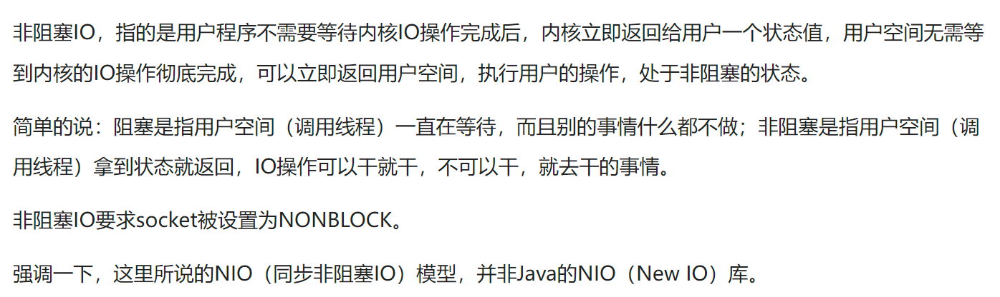 非阻塞IO，指的是用户程序不需要等待内核IO操作完成后，内核立即返回给用户一个状态值，用户空间无需等
到内核的IO操作彻底完成，可以立即返回用户空间，执行用户的操作，处于非阻塞的状态。
简单的说：阻塞是指用户空间（调用线程）一直在等待，而且别的事情什么都不做；非阻塞是指用户空间（调
用线程）拿到状态就返回，IO操作可以干就干，不可以干，就去干的事情。
非阻塞IO要求socket被设置为NONBLOCK。
强调一下，这里所说的NIO（同步非阻塞IO）模型，并非Java的NIO（New IO）库。